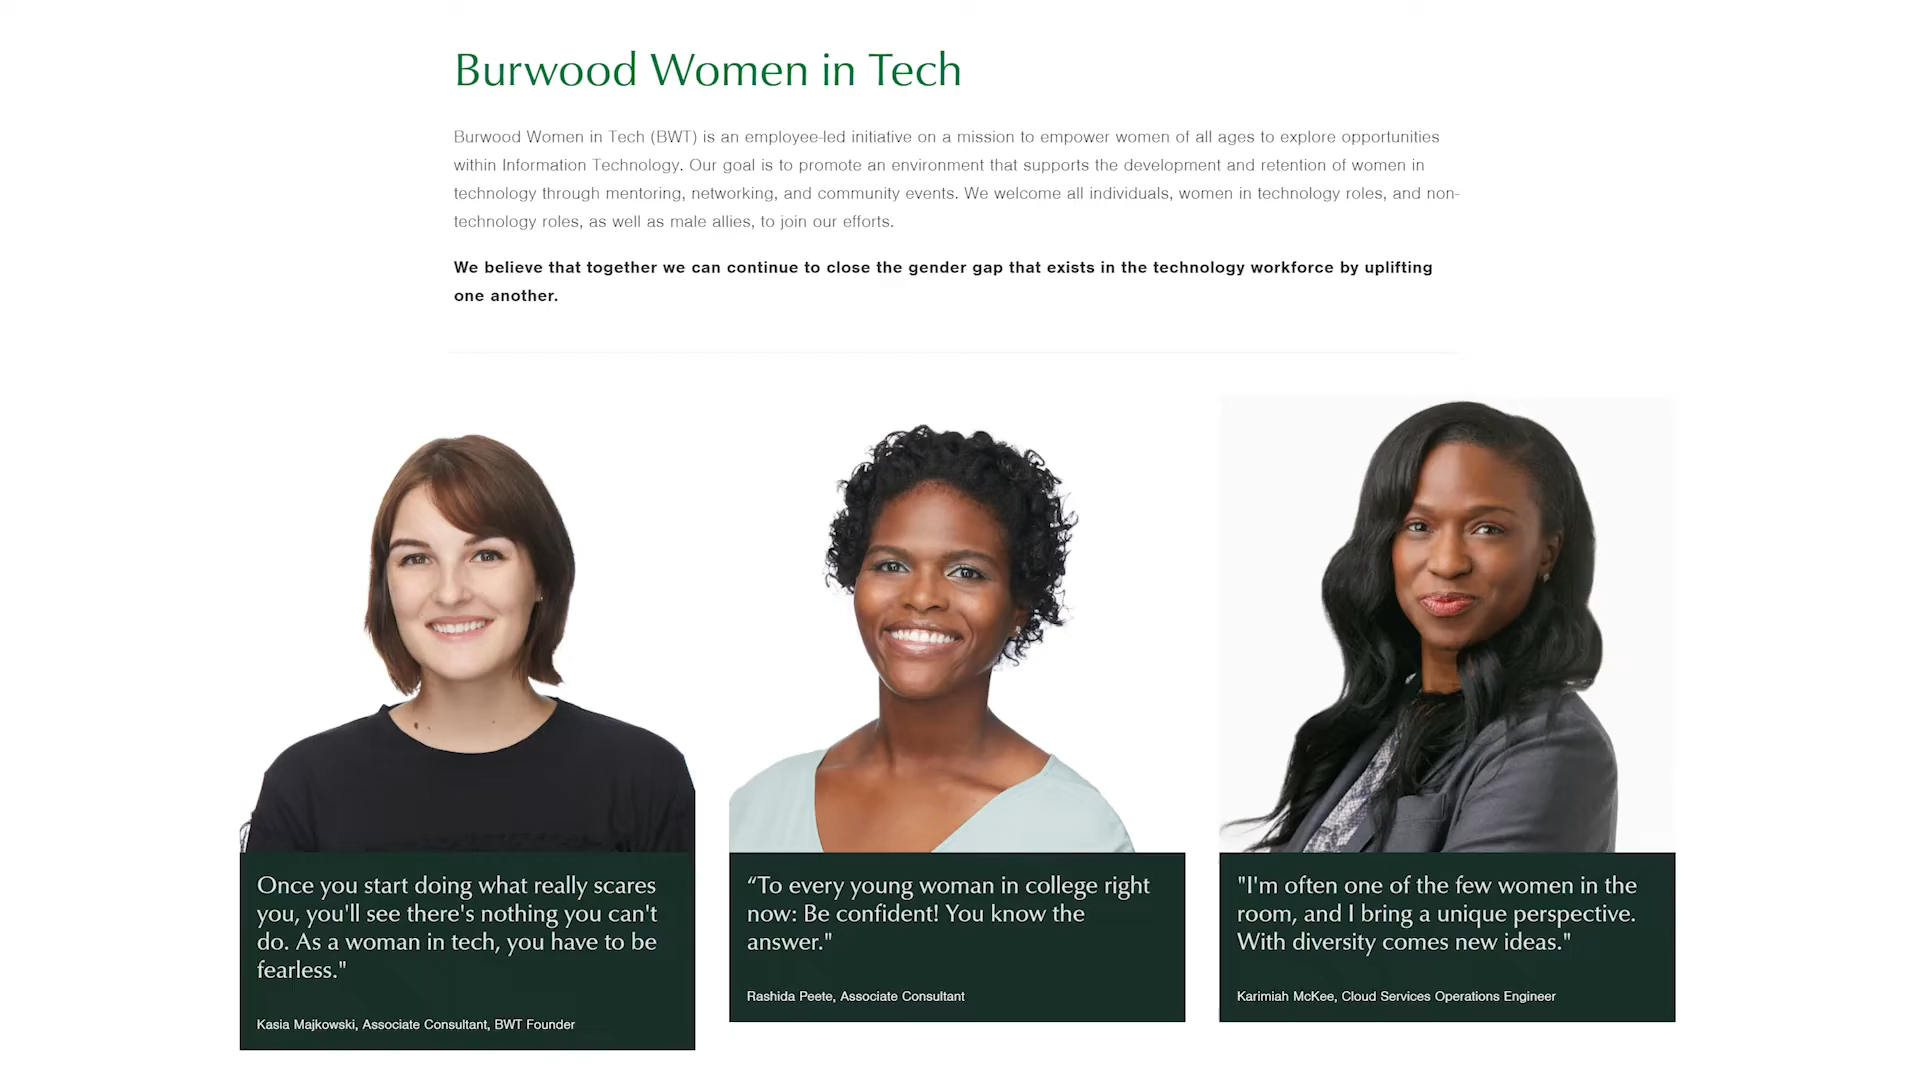 Burwood Women in Tech
Burwood Women in Tech (BWT) is an employee-led initiative on a mission to empower women of all ages to explore opportunities
within Information Technology. Our goal is to promote an environment that supports the development and retention of women in
technology through mentoring, networking, and community events. We welcome all individuals, women in technology roles, and non-
technology roles, as well as male allies, to join our efforts.
We believe that together we can continue to close the gender gap that exists in the technology workforce by uplifting
one another.
Once you start doing what really scares
you, you'll see there's nothing you can't
do. As a woman in tech, you have to be
fearless."
Kasia Majkowski, Associate Consultant, BWT Founder
“To every young woman in college right
now: Be confident! You know the
answer."
Rashida Peete, Associate Consultant
"I'm often one of the few women in the
room, and I bring a unique perspective.
With diversity comes new ideas."
Karimiah McKee, Cloud Services Operations Engineer